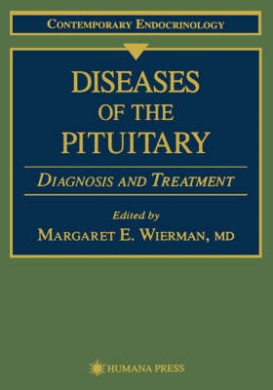 CONTEMPORARY ENDOCRINOLOGY
DISEASES
OF THE
PITUITARY
DIAGNOSIS AND TREATMENT
Edited by
MARGARET E. WIERMAN, MD
HUMANA PRESS